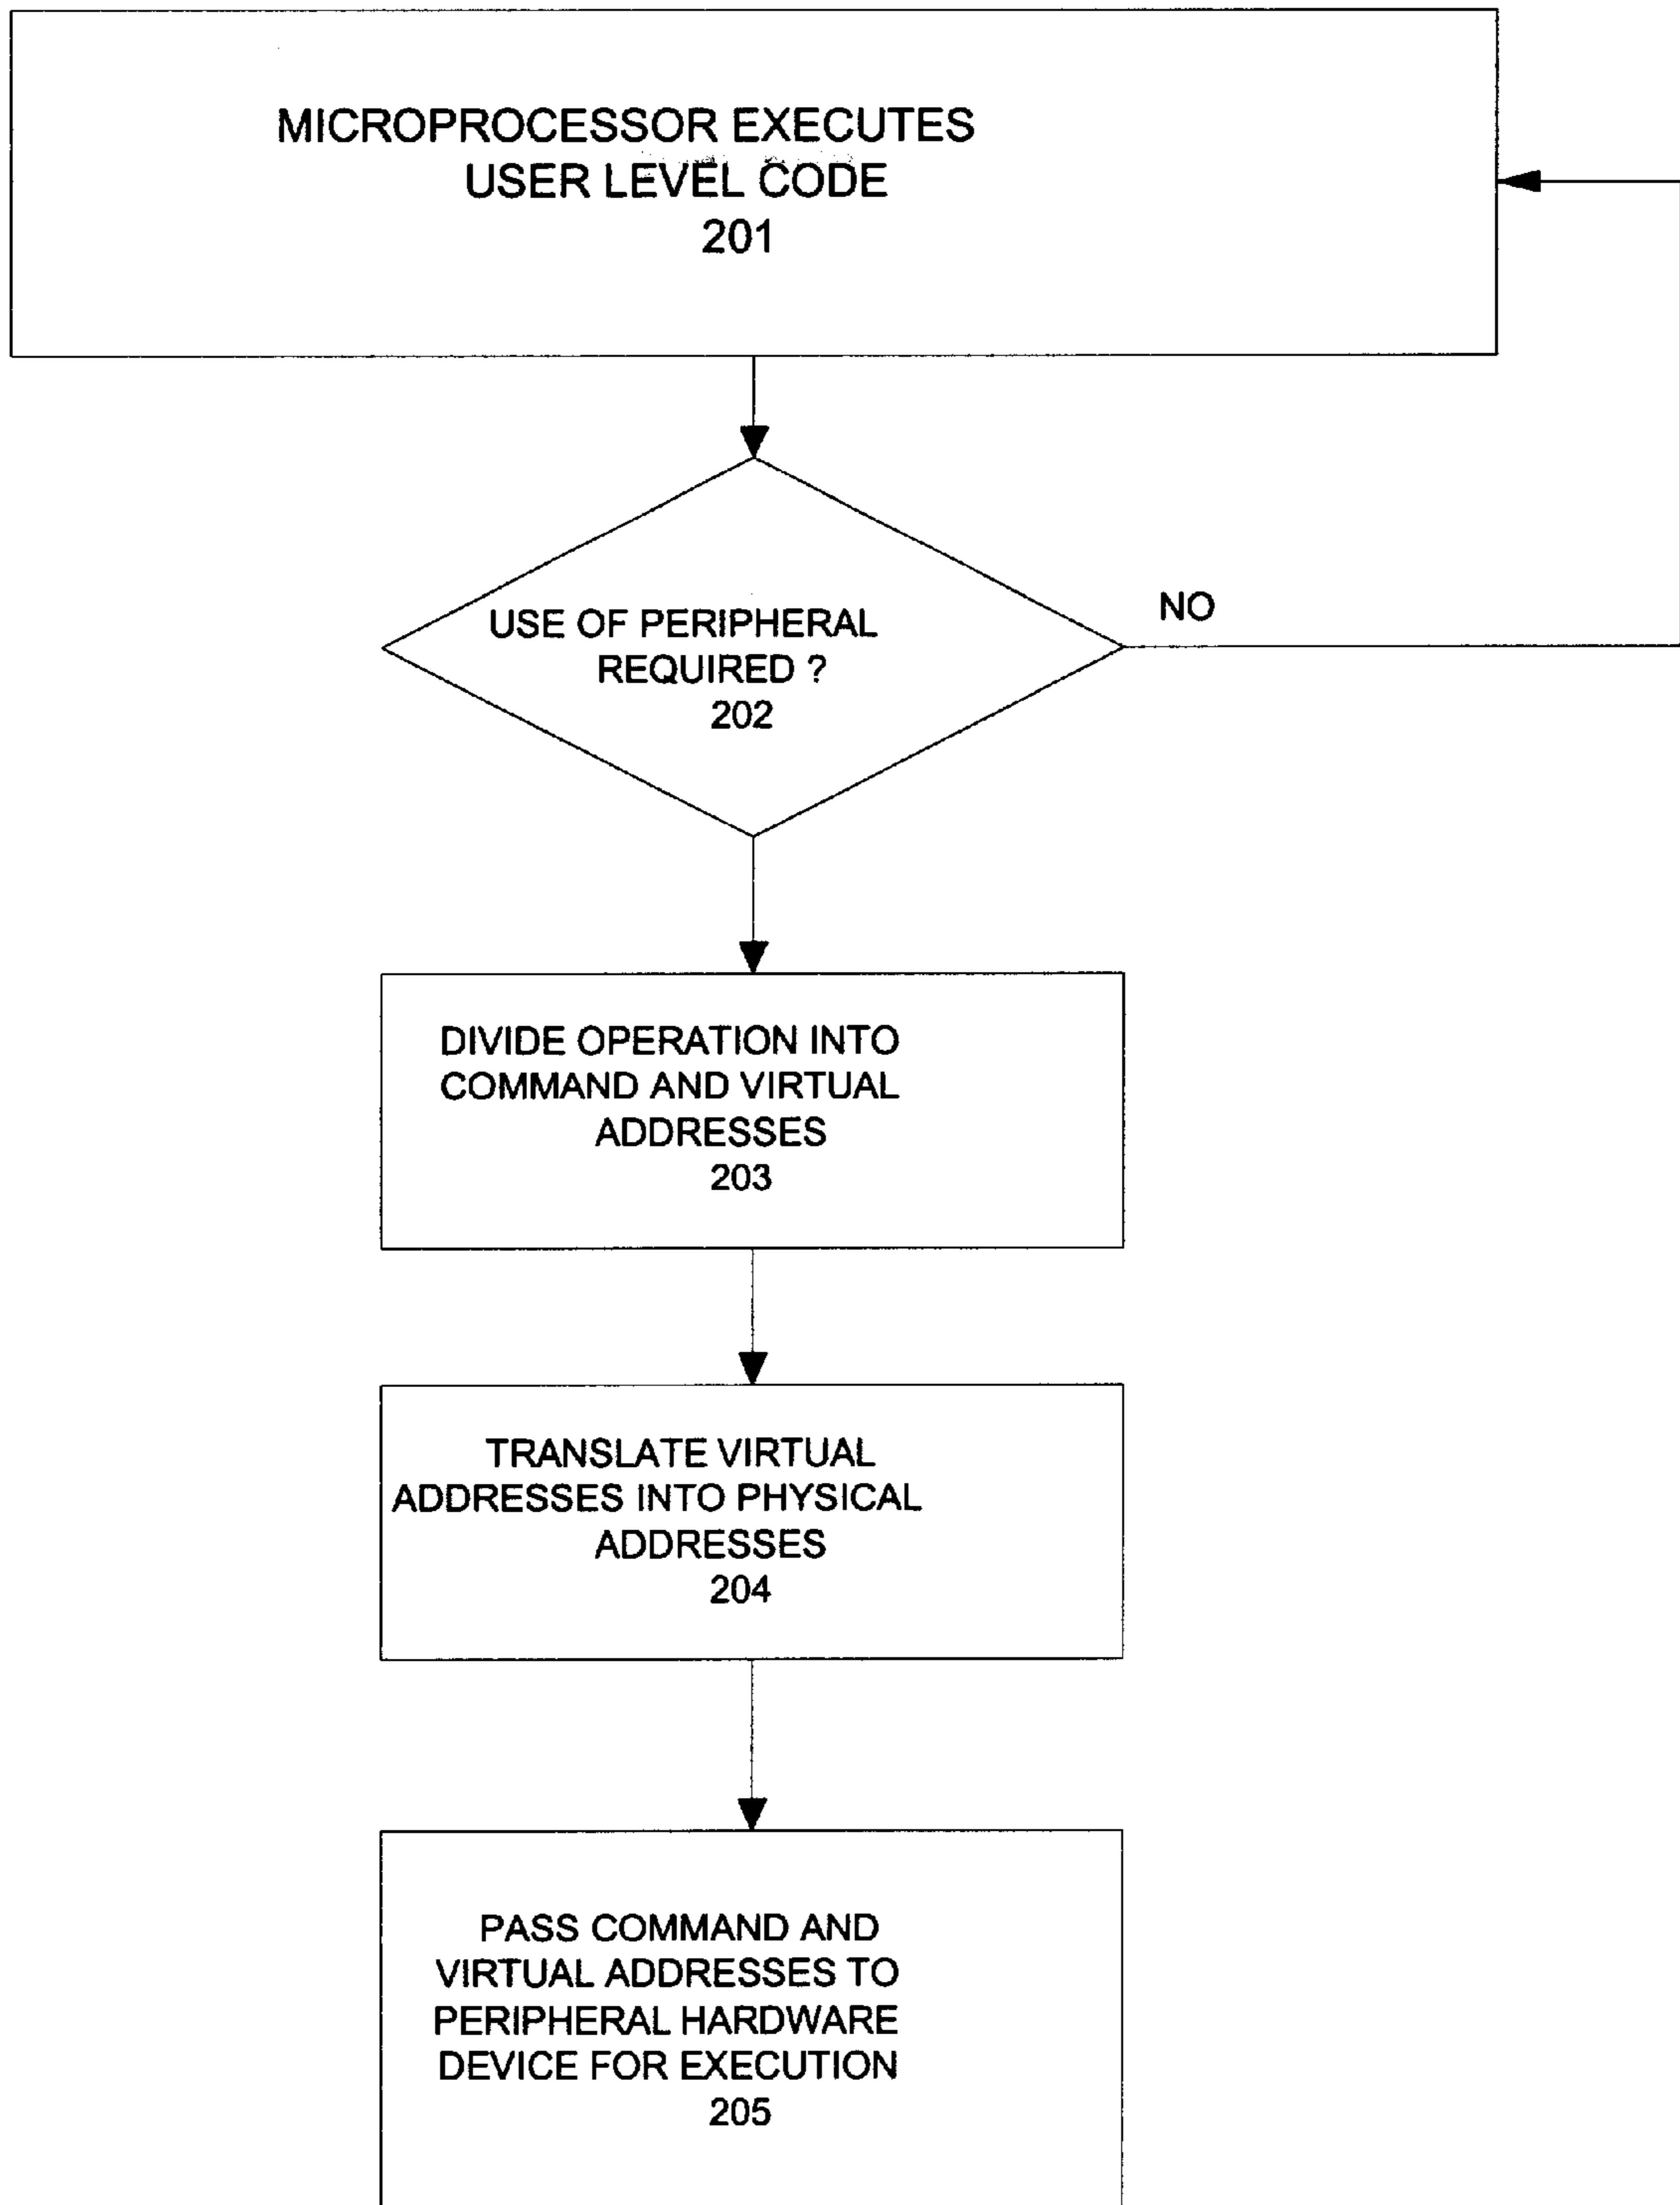 MICROPROCESSOR EXECUTES
USER LEVEL CODE
201
USE OF PERIPHERAL
REQUIRED ?
202
NO
DIVIDE OPERATION INTO
COMMAND AND VIRTUAL
ADDRESSES
203
TRANSLATE VIRTUAL
ADDRESSES INTO PHYSICAL
ADDRESSES
204
PASS COMMAND AND
VIRTUAL ADDRESSES TO
PERIPHERAL HARDWARE
DEVICE FOR EXECUTION
205